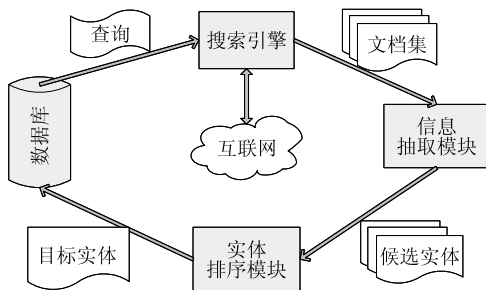 查询
搜索引擎
文档集
数据库
互联网
信息
抽取模块
目标实体
实体
排序模块
候选实体